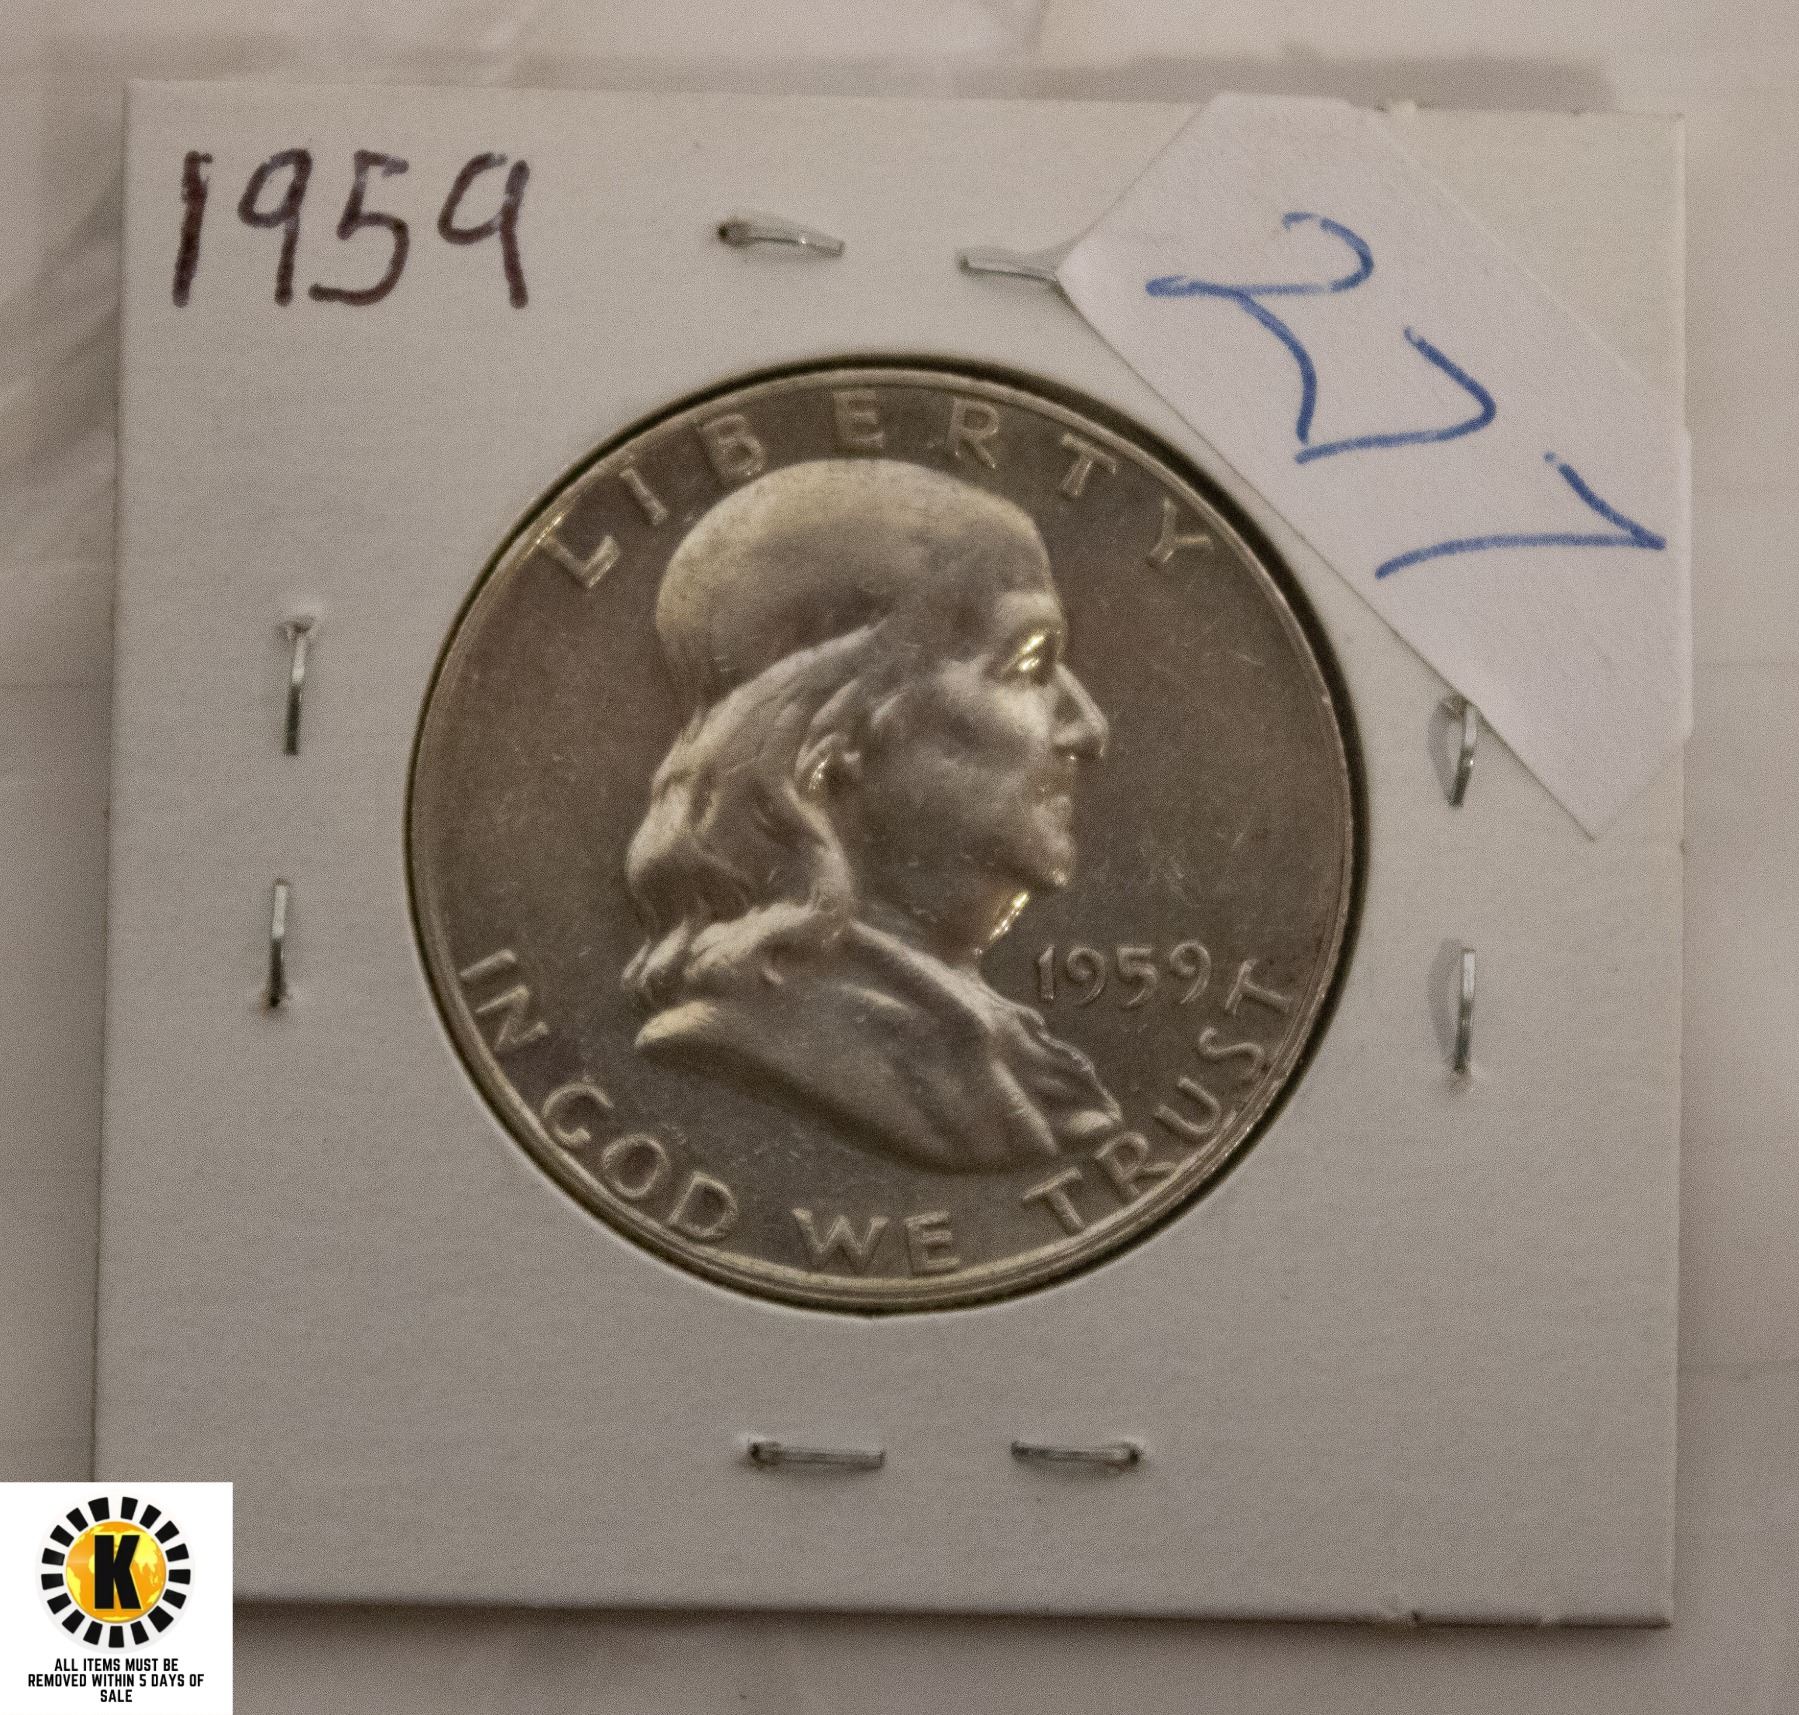 1959
LIBERTY
1959
IN GOD WE TRUST
K
ALL ITEMS MUST BE
REMOVED WITHIN 5 DAYS OF
SALE